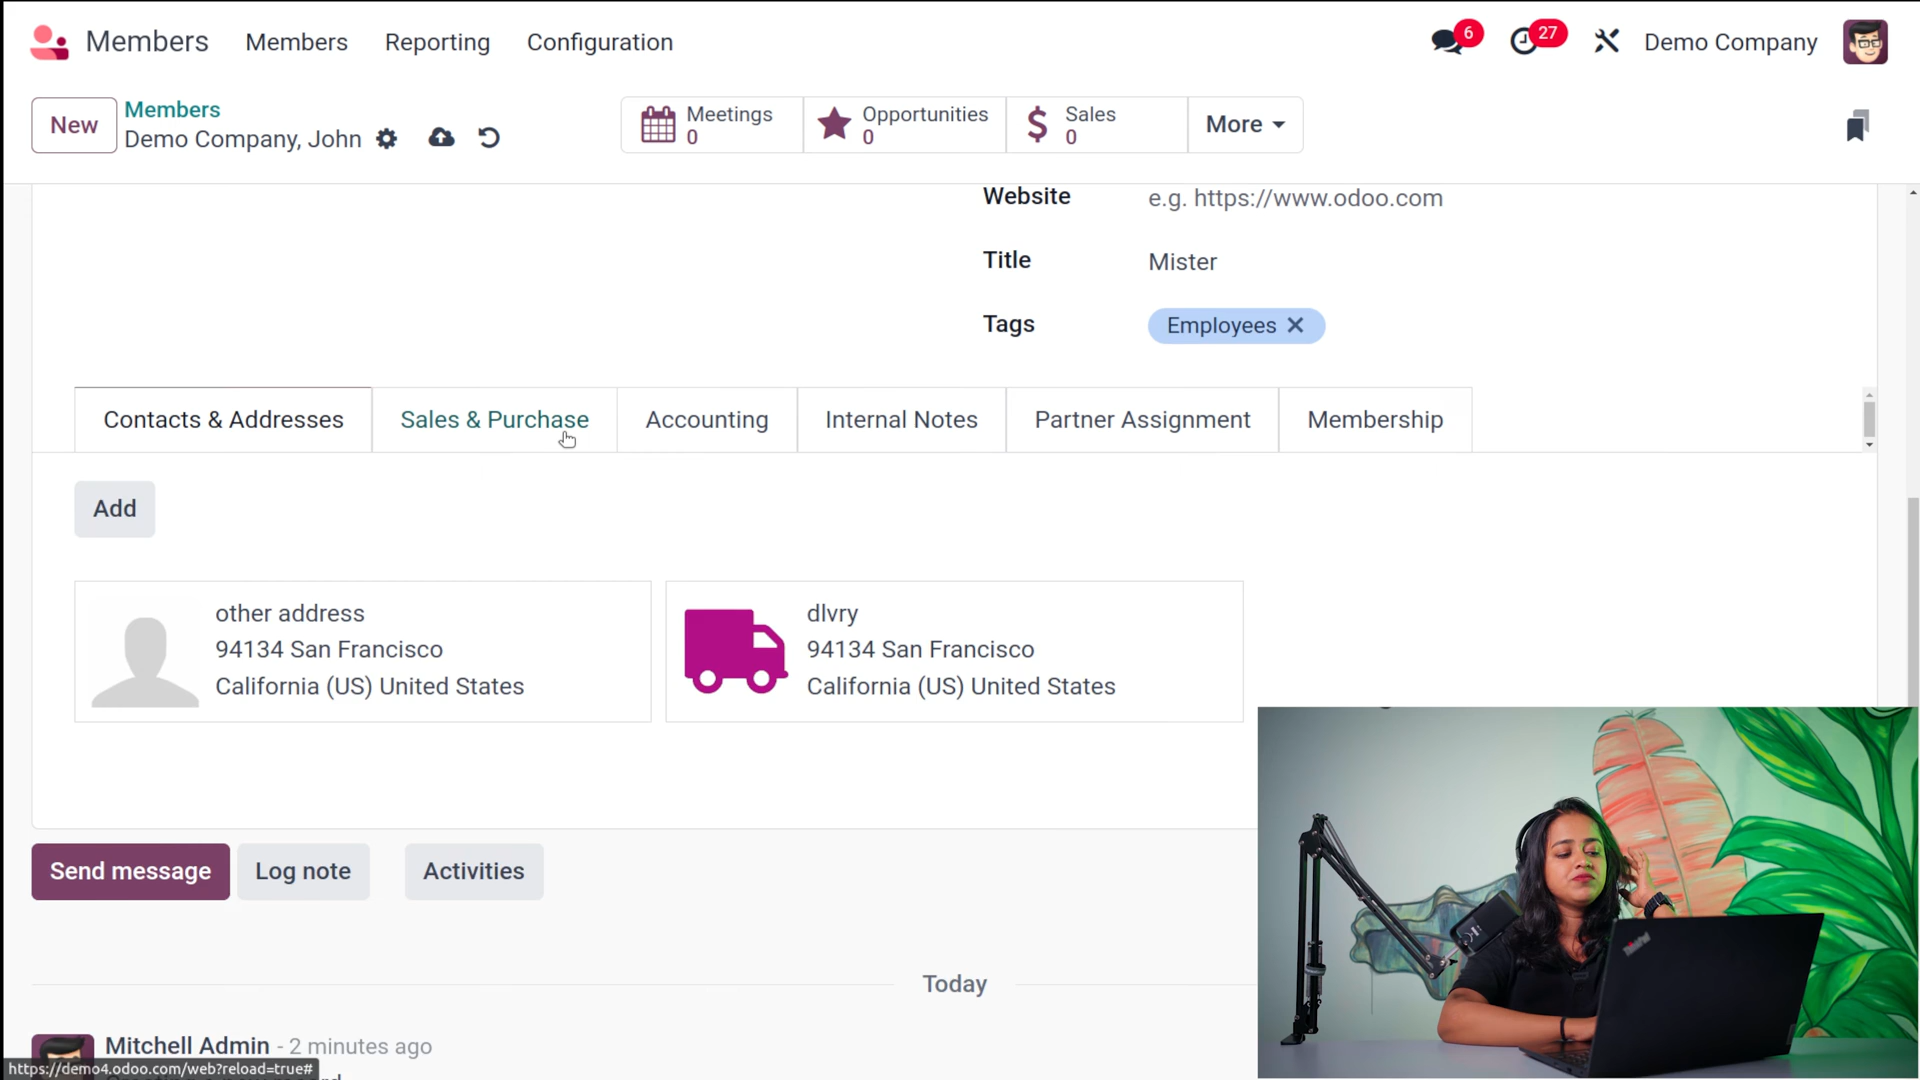 Members Members Reporting Configuration 6 27 Demo Company
New Members
Demo Company, John
Meetings
0
Opportunities
0
Sales
0
More
Website e.g. https://www.odoo.com
Title Mister
Tags Employees
Contacts & Addresses Sales & Purchase Accounting Internal Notes Partner Assignment Membership
Add
other address
94134 San Francisco
California (US) United States
dlvry
94134 San Francisco
California (US) United States
Send message Log note Activities
Today
Mitchell Admin - 2 minutes ago
https://demo4.odoo.com/web?reload=true#
ThinkPad